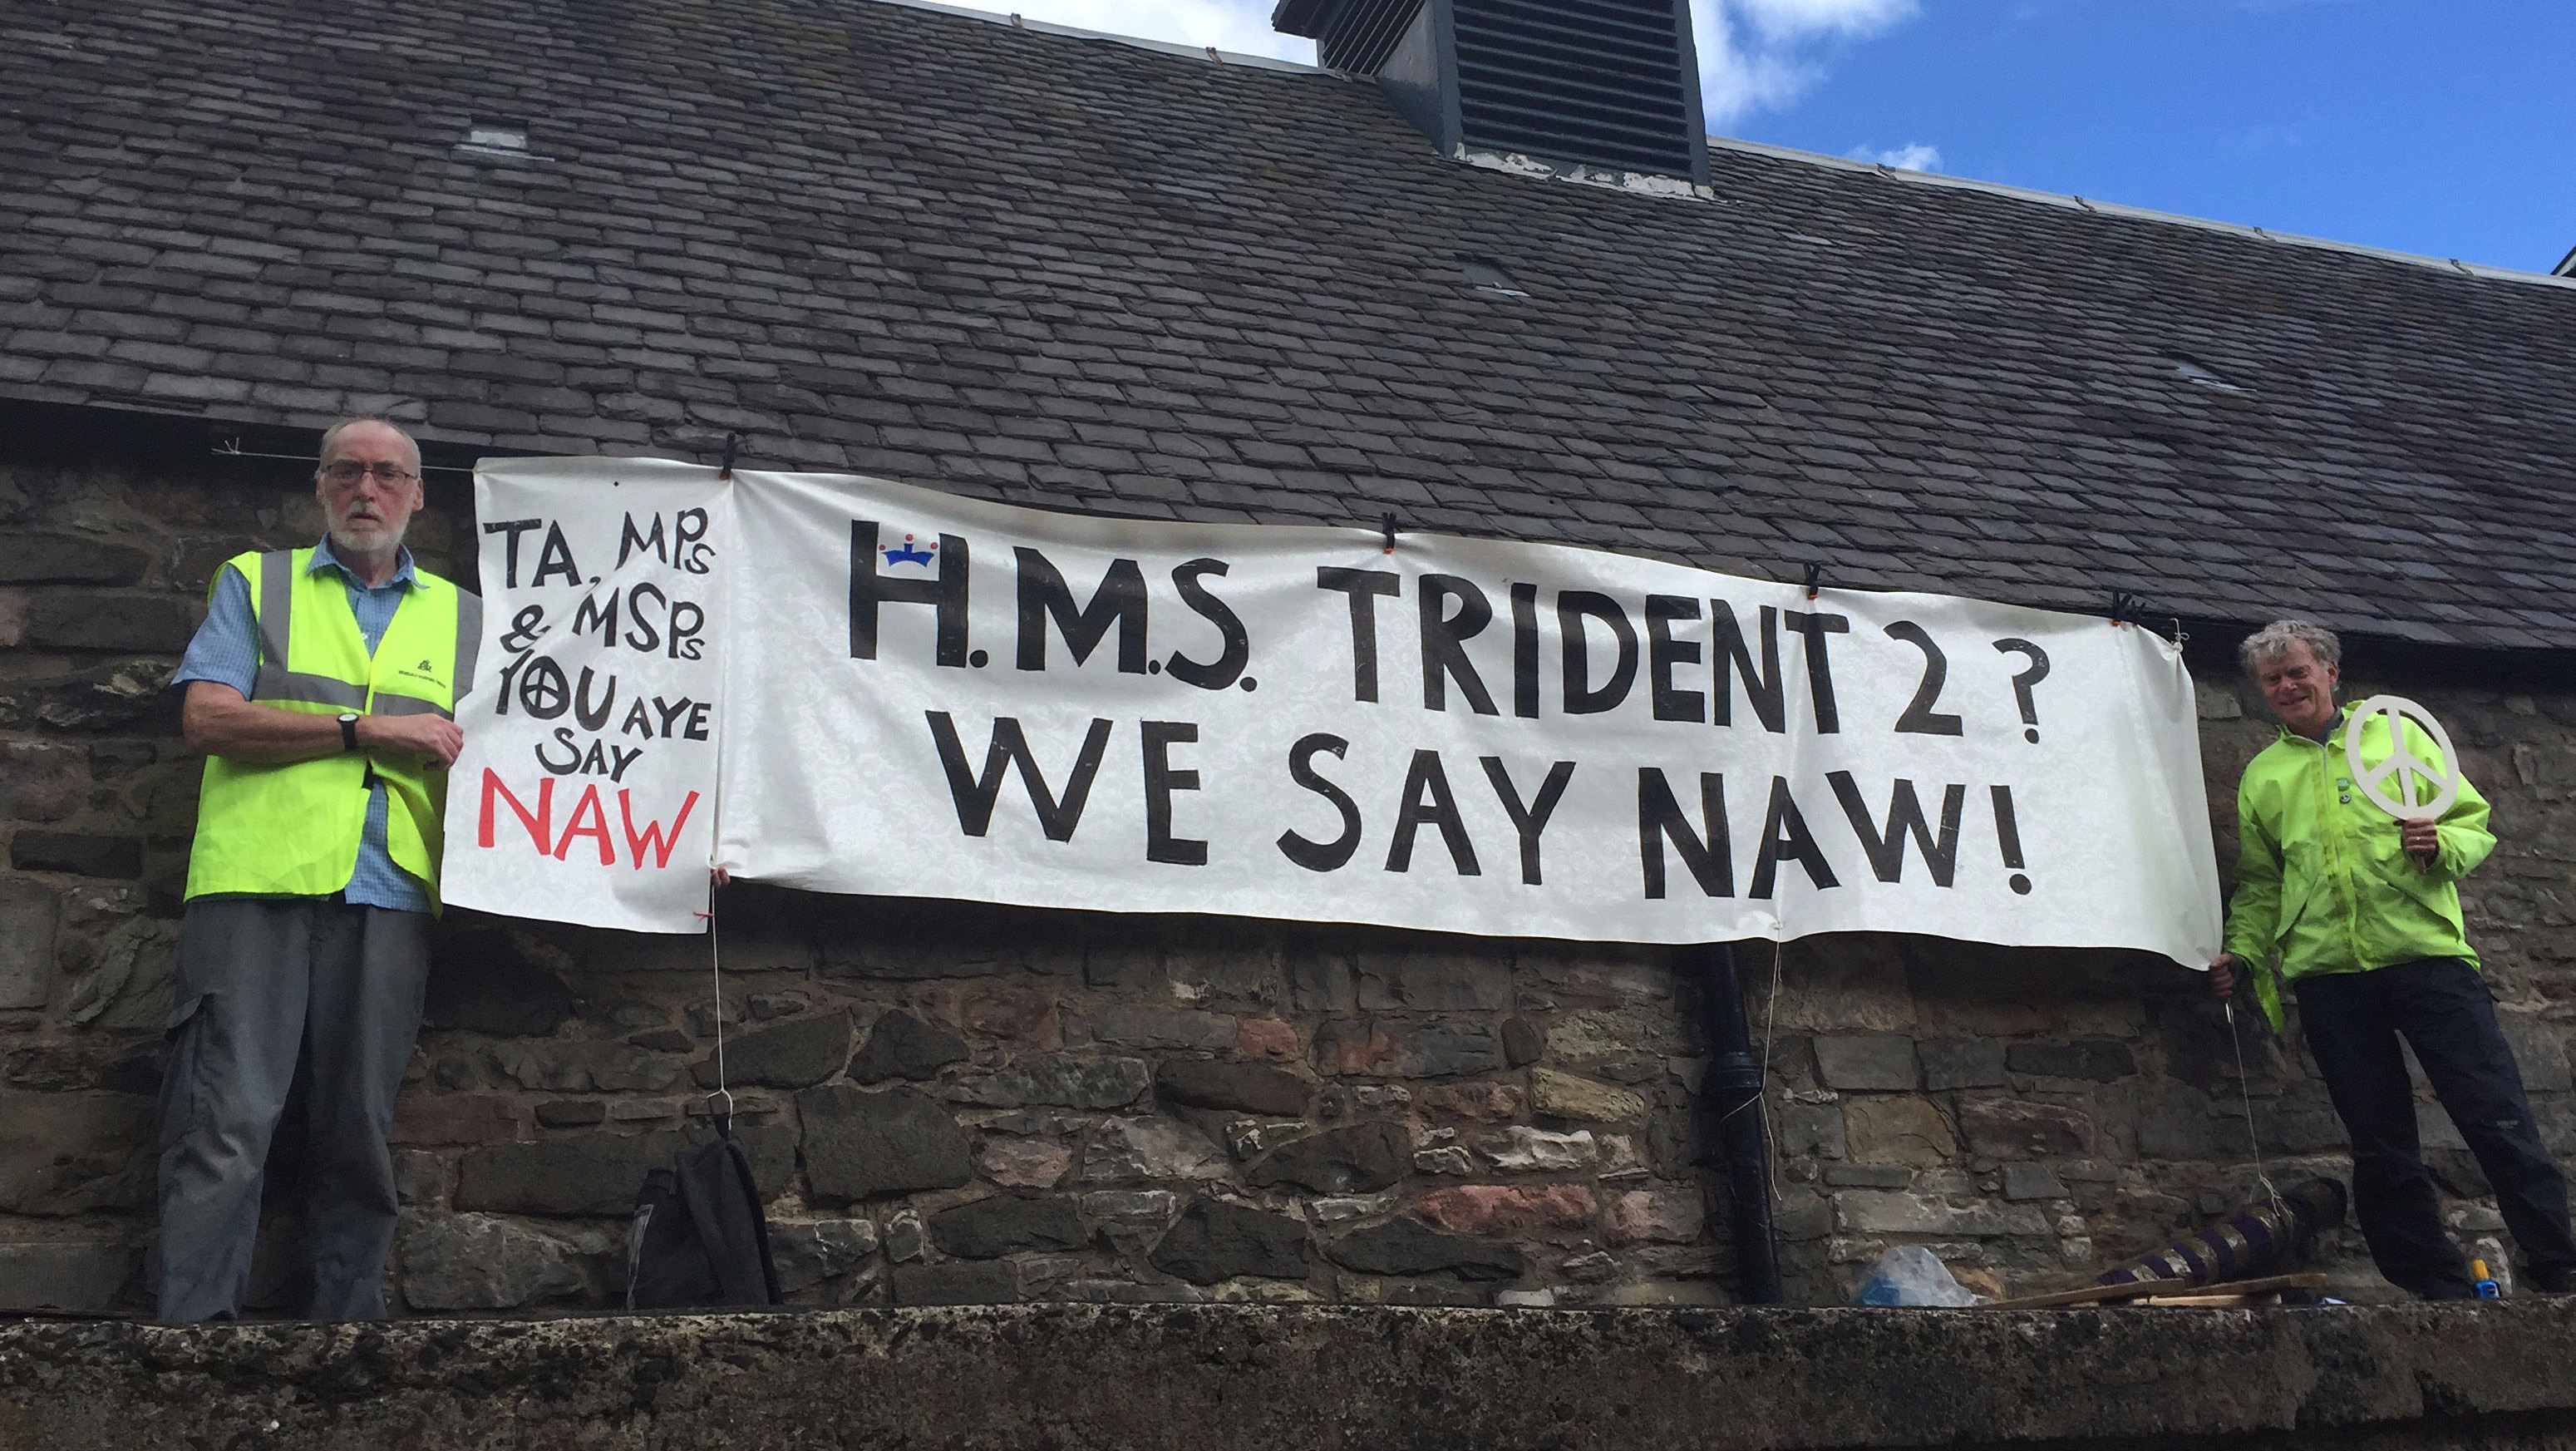 TA, MPs
& MSPs
YOU AYE
SAY
NAW
H.M.S. TRIDENT 2?
WE SAY NAW!